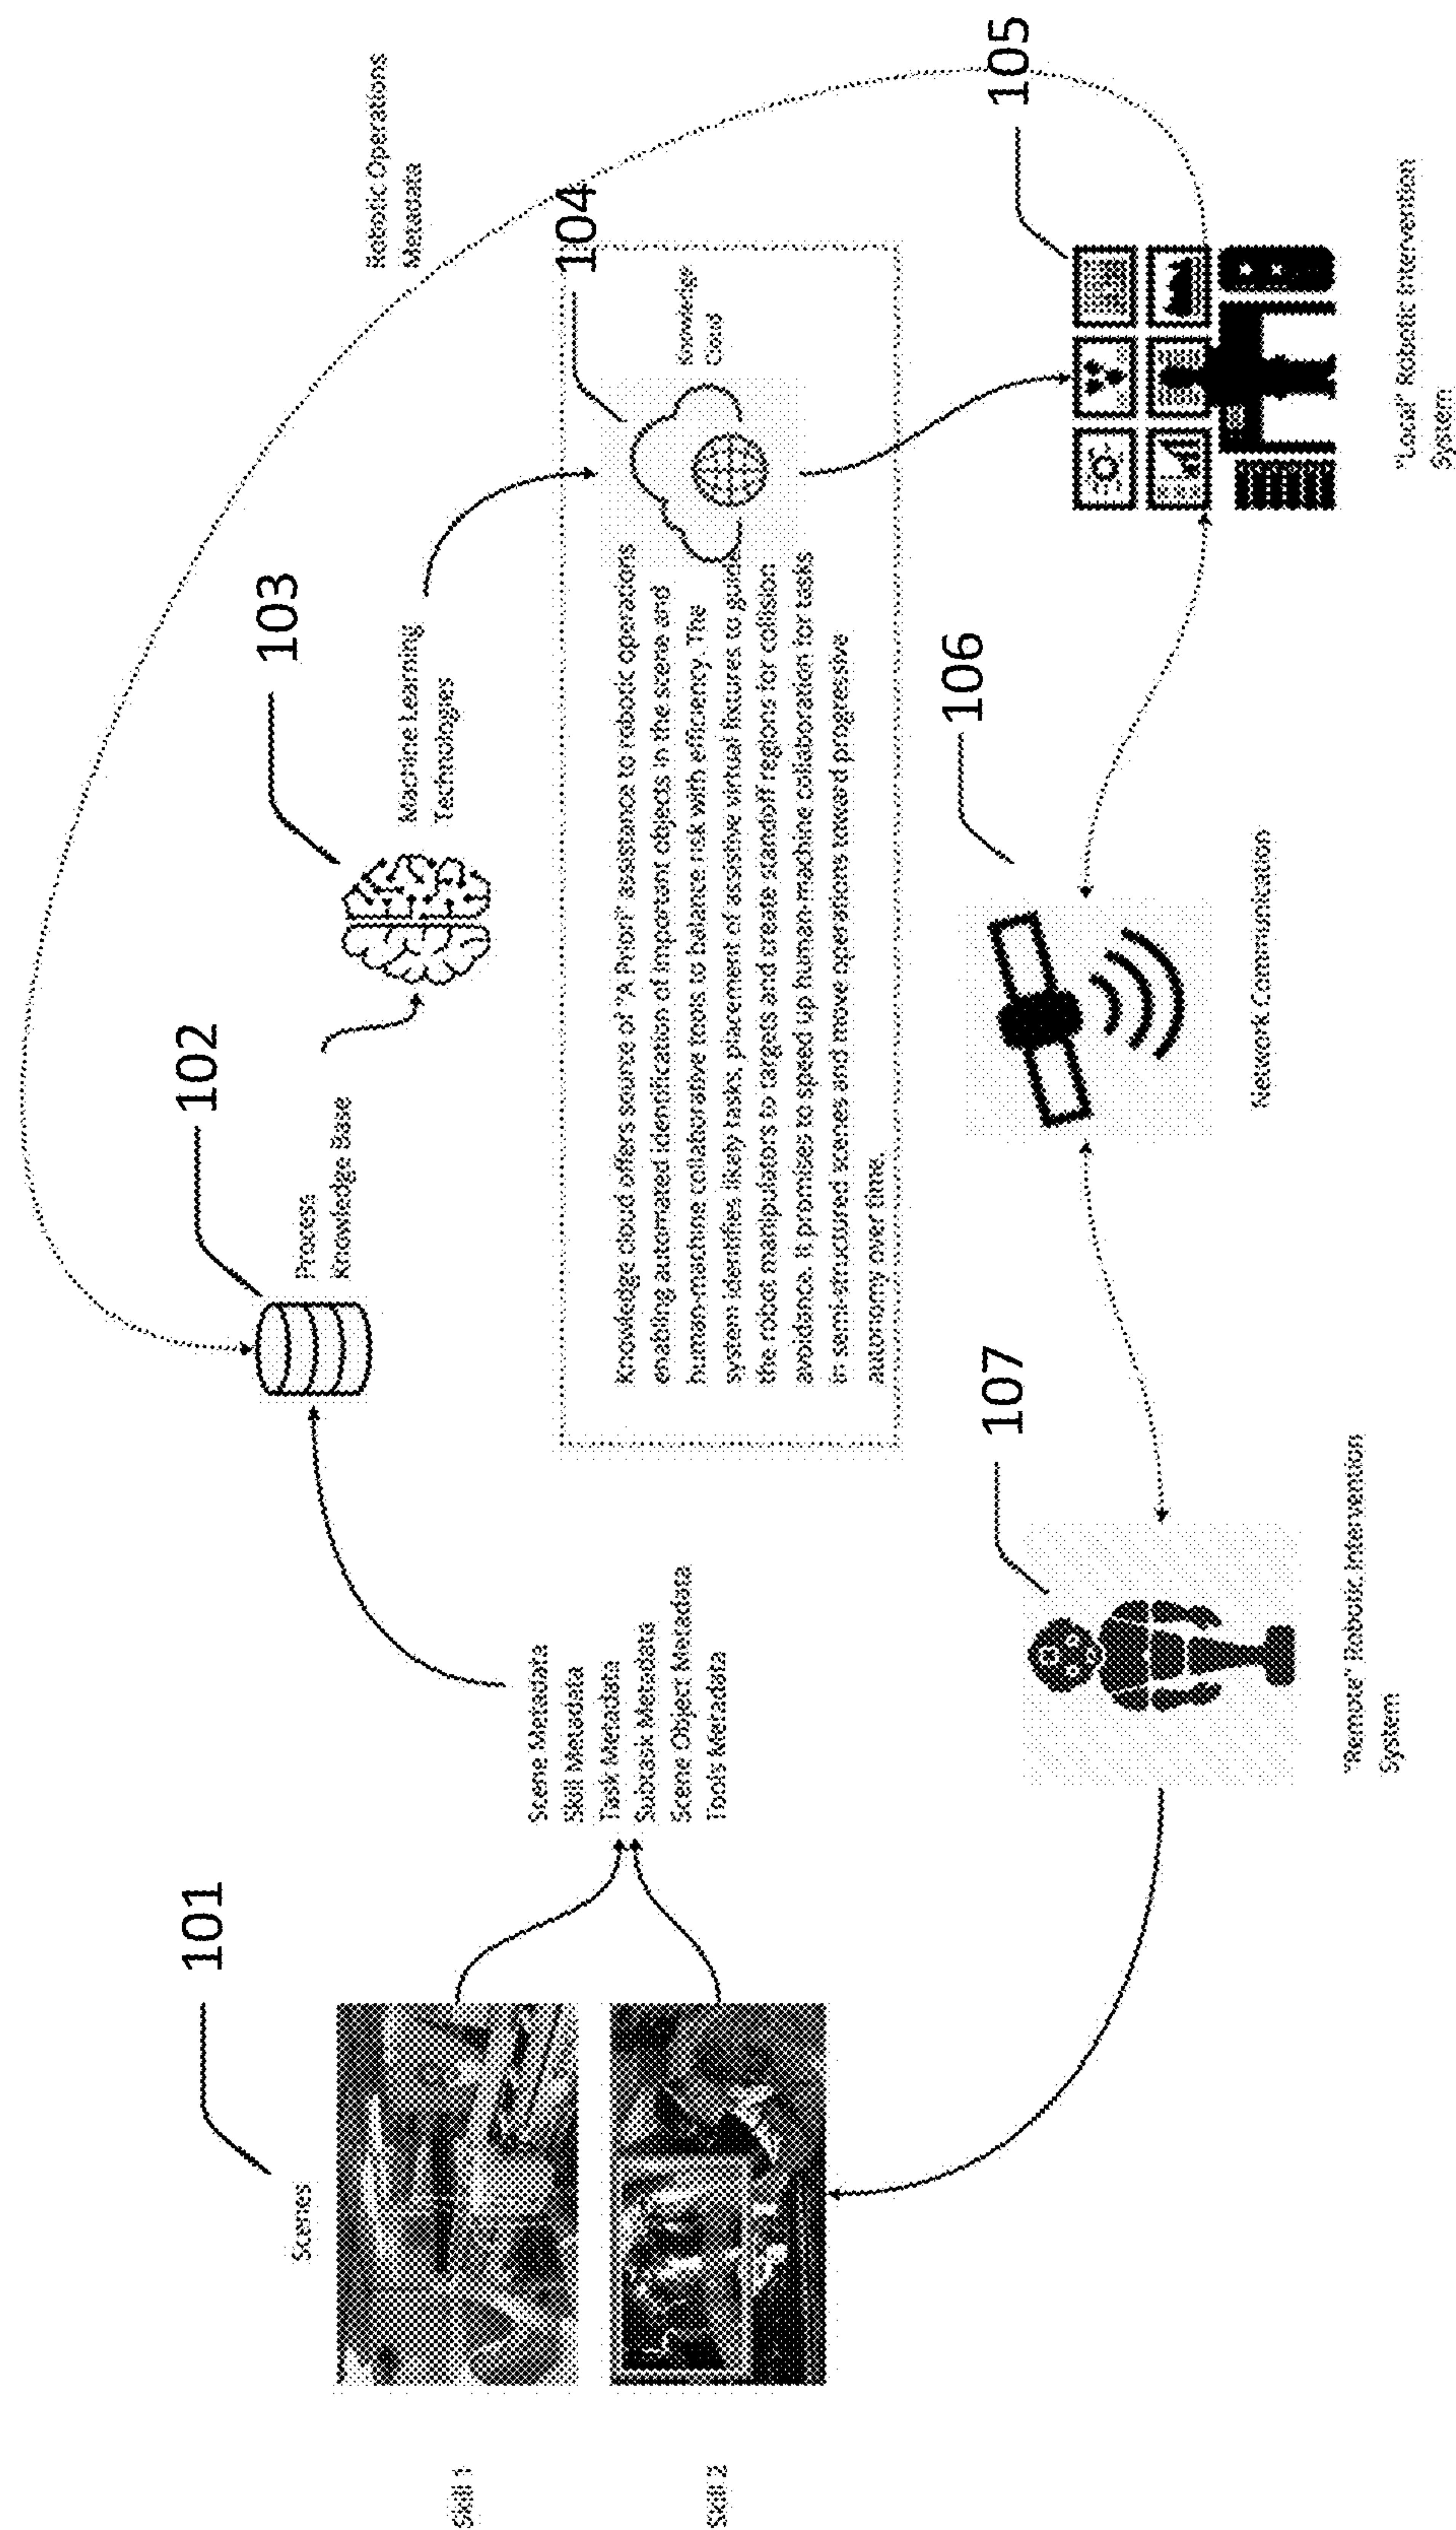 Robotic Operations
Metadata
103
102
101
Process
Knowledge Base
Machine Learning
Technologies
Scenes
Skill 1
Skill 2
Scene Metadata
Skill Metadata
Task Metadata
Subtask Metadata
Scene Object Metadata
Tools Metadata
104
Knowledge
Cloud
Knowledge cloud offers source of "A Priori" assistance to robotic operations
enabling automated identification of important objects in the scene and
human-machine collaborative tools to balance risk with efficiency. The
system identifies likely tasks, placement of assistive virtual fixtures to guide
the robot manipulators to targets and create standoff regions for collision
avoidance. It promises to speed up human-machine collaboration for tasks
in semi-structured scenes and move operations toward progressive
autonomy over time.
107
106
105
"Remote" Robotic Intervention
System
Network Communication
"Local" Robotic Intervention
System